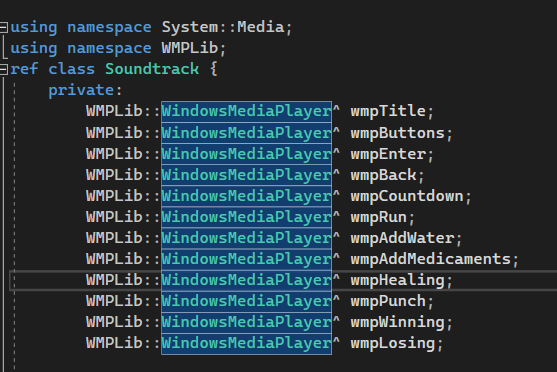 using namespace System::Media;
using namespace WMPLib;
ref class Soundtrack {
private:
WMPLib::WindowsMediaPlayer^ wmpTitle;
WMPLib::WindowsMediaPlayer^ wmpButtons;
WMPLib::WindowsMediaPlayer^ wmpEnter;
WMPLib::WindowsMediaPlayer^ wmpBack;
WMPLib::WindowsMediaPlayer^ wmpCountdown;
WMPLib::WindowsMediaPlayer^ wmpRun;
WMPLib::WindowsMediaPlayer^ wmpAddWater;
WMPLib::WindowsMediaPlayer^ wmpAddMedicaments;
WMPLib::WindowsMediaPlayer^ wmpHealing;
WMPLib::WindowsMediaPlayer^ wmpPunch;
WMPLib::WindowsMediaPlayer^ wmpWinning;
WMPLib::WindowsMediaPlayer^ wmpLosing;